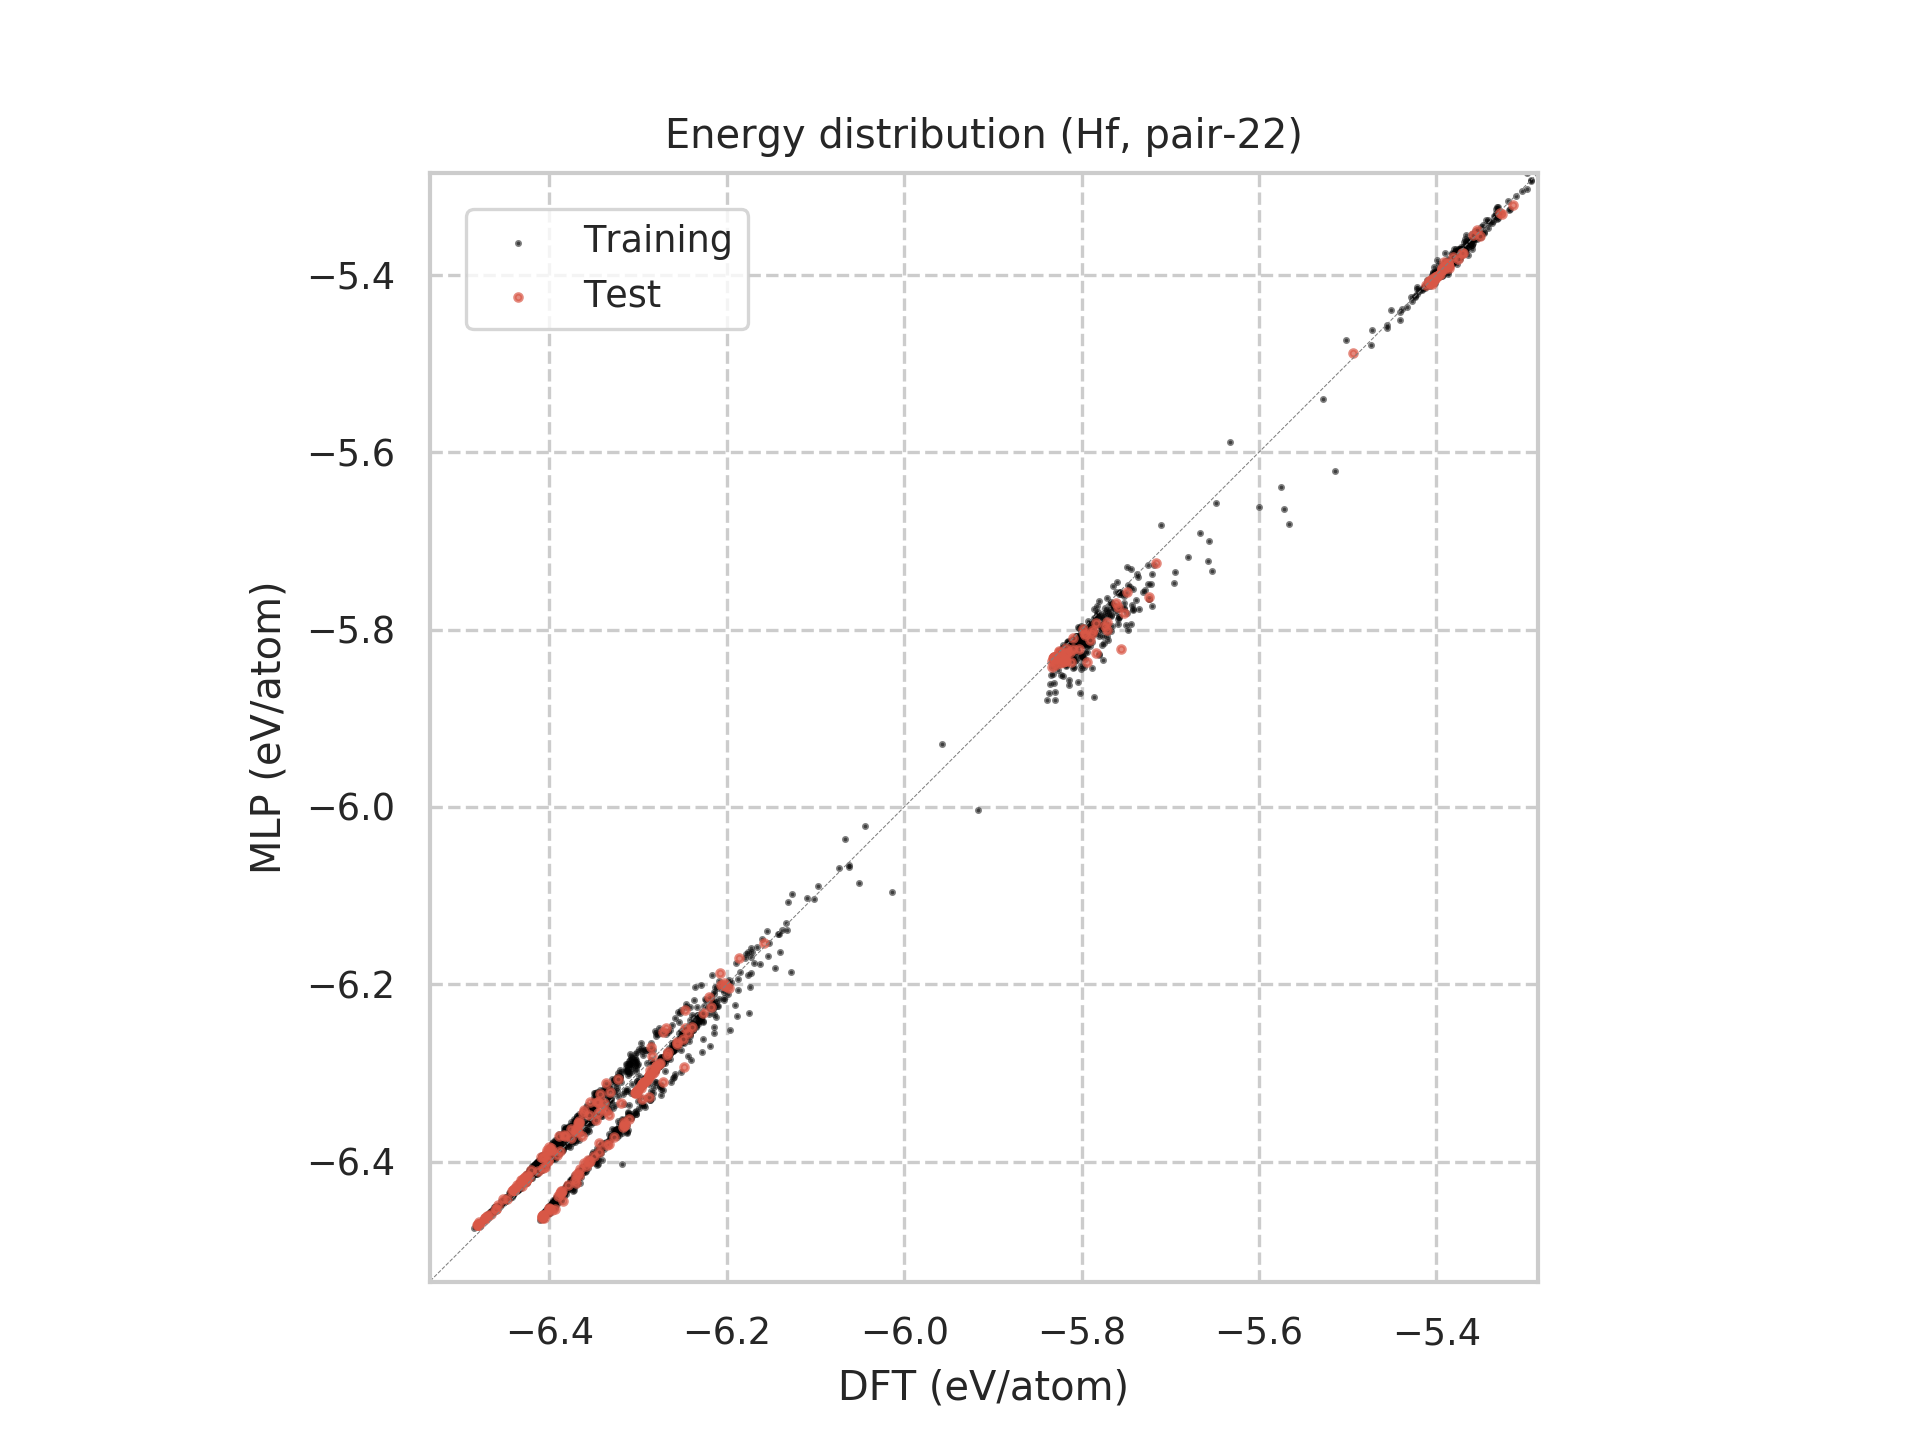 Energy distribution (Hf, pair-22)
Training
Test
−5.4
−5.6
−5.8
−6.0
−6.2
−6.4
MLP (eV/atom)
−6.4 −6.2 −6.0 −5.8 −5.6 −5.4
DFT (eV/atom)